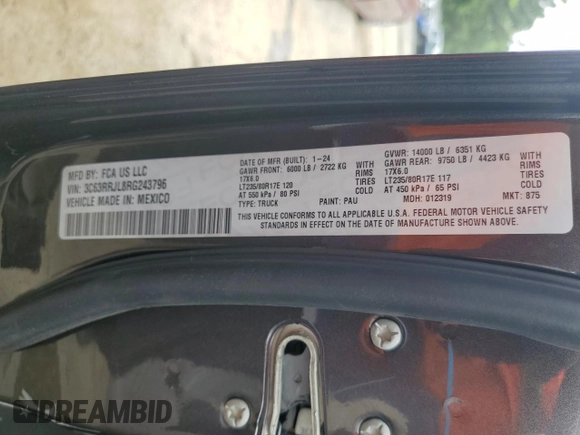 MFD BY: FCA US LLC
VIN: 3C63RRJL8RG243796
VEHICLE MADE IN: MEXICO
DATE OF MFR (BUILT): 1-24
GAWR FRONT: 6000 LB / 2722 KG
17X6.0 RIMS
LT235/80R17E 120 TIRES
AT 550 kPa / 80 PSI COLD
TYPE: TRUCK PAINT: PAU
GVWR: 14000 LB / 6351 KG WITH
GAWR REAR: 9750 LB / 4423 KG WITH
17X6.0 RIMS
LT235/80R17E 117 TIRES
AT 450 kPa / 65 PSI COLD
MDH: 012319 MKT: 875
THIS VEHICLE CONFORMS TO ALL APPLICABLE U.S.A. FEDERAL MOTOR VEHICLE SAFETY
STANDARDS IN EFFECT ON THE DATE OF MANUFACTURE SHOWN ABOVE.
DREAMBID